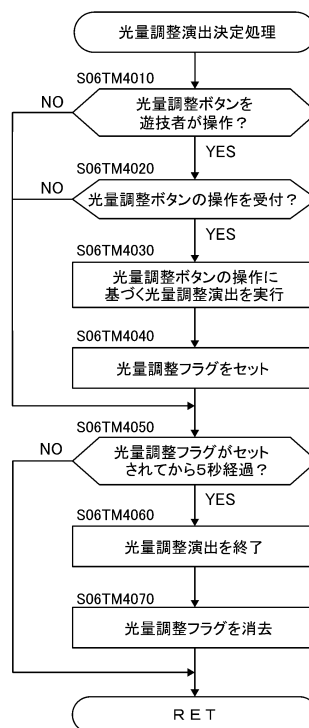 光量調整演出決定処理
S06TM4010
NO
光量調整ボタンを
遊技者が操作？
YES
S06TM4020
NO
光量調整ボタンの操作を受付？
YES
S06TM4030
光量調整ボタンの操作に
基づく光量調整演出を実行
S06TM4040
光量調整フラグをセット
S06TM4050
NO
光量調整フラグがセット
されてから５秒経過？
YES
S06TM4060
光量調整演出を終了
S06TM4070
光量調整フラグを消去
ＲＥＴ